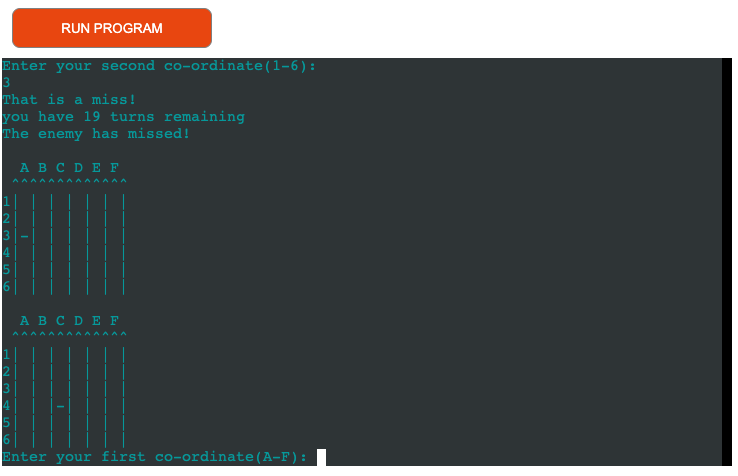 RUN PROGRAM
Enter your second co-ordinate(1-6):
3
That is a miss!
you have 19 turns remaining
The enemy has missed!
  A B C D E F
 ^^^^^^^^^^^^^
1| | | | | | |
2| | | | | | |
3|-| | | | | |
4| | | | | | |
5| | | | | | |
6| | | | | | |
  A B C D E F
 ^^^^^^^^^^^^^
1| | | | | | |
2| | | | | | |
3| | | | | | |
4| | |-| | | |
5| | | | | | |
6| | | | | | |
Enter your first co-ordinate(A-F):